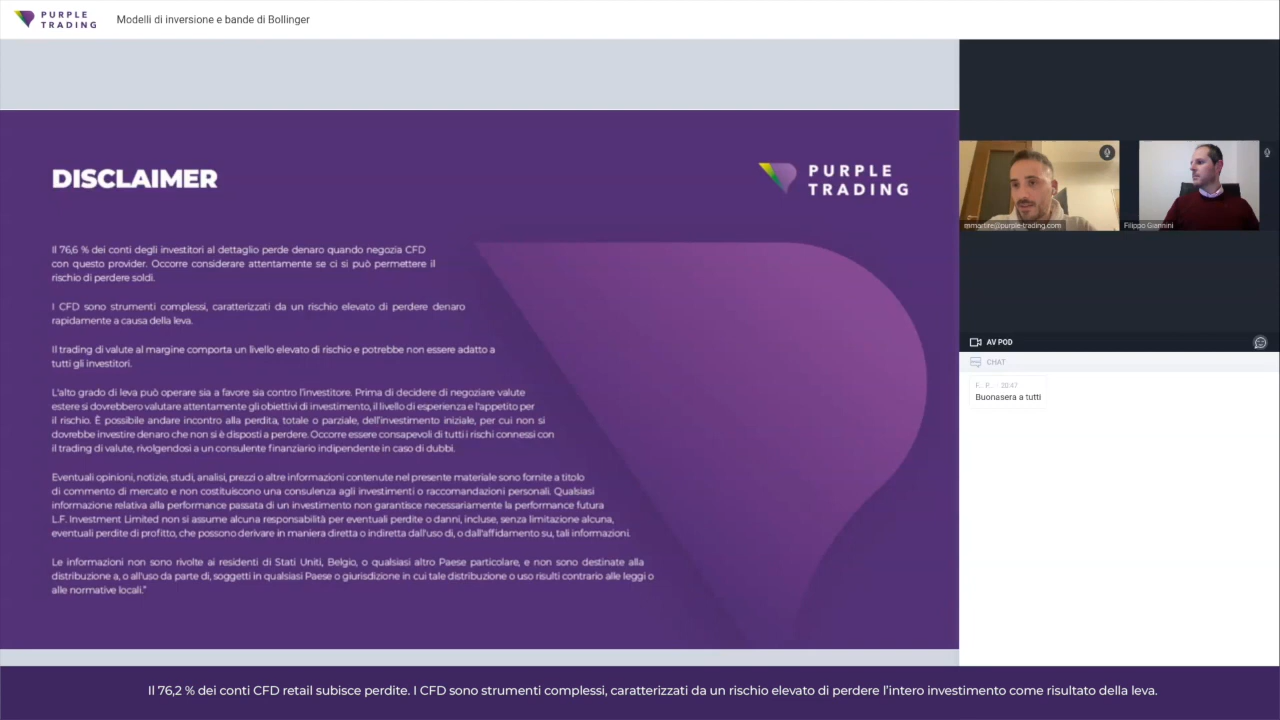 PURPLE
TRADING
Modelli di inversione e bande di Bollinger
DISCLAIMER
PURPLE
TRADING
Il 76,6 % dei conti degli investitori al dettaglio perde denaro quando negozia CFD
con questo provider. Occorre considerare attentamente se ci si può permettere il
rischio di perdere soldi.
I CFD sono strumenti complessi, caratterizzati da un rischio elevato di perdere denaro
rapidamente a causa della leva.
Il trading di valute al margine comporta un livello elevato di rischio e potrebbe non essere adatto a
tutti gli investitori.
L'alto grado di leva può operare sia a favore sia contro l'investitore. Prima di decidere di negoziare valute
estere si dovrebbero valutare attentamente gli obiettivi di investimento, il livello di esperienza e l'appetito per
il rischio. È possibile andare incontro alla perdita, totale o parziale, dell'investimento iniziale, per cui non si
dovrebbe investire denaro che non si è disposti a perdere. Occorre essere consapevoli di tutti i rischi connessi con
il trading di valute, rivolgendosi a un consulente finanziario indipendente in caso di dubbi.
Eventuali opinioni, notizie, studi, analisi, prezzi o altre informazioni contenute nel presente materiale sono fornite a titolo
di commento di mercato e non costituiscono una consulenza agli investimenti o raccomandazioni personali. Qualsiasi
informazione relativa alla performance passata di un investimento non garantisce necessariamente la performance futura
L.F. Investment Limited non si assume alcuna responsabilità per eventuali perdite o danni, incluse, senza limitazione alcuna,
eventuali perdite di profitto, che possono derivare in maniera diretta o indiretta dall'uso di, o dall'affidamento su, tali informazioni.
Le informazioni non sono rivolte ai residenti di Stati Uniti, Belgio, o qualsiasi altro Paese particolare, e non sono destinate alla
distribuzione a, o all'uso da parte di, soggetti in qualsiasi Paese o giurisdizione in cui tale distribuzione o uso risulti contrario alle leggi o
alle normative locali."
mmartire@purple-trading.com
Filippo Giannini
AV POD
CHAT
F... P... · 20:47
Buonasera a tutti
Il 76,2 % dei conti CFD retail subisce perdite. I CFD sono strumenti complessi, caratterizzati da un rischio elevato di perdere l'intero investimento come risultato della leva.